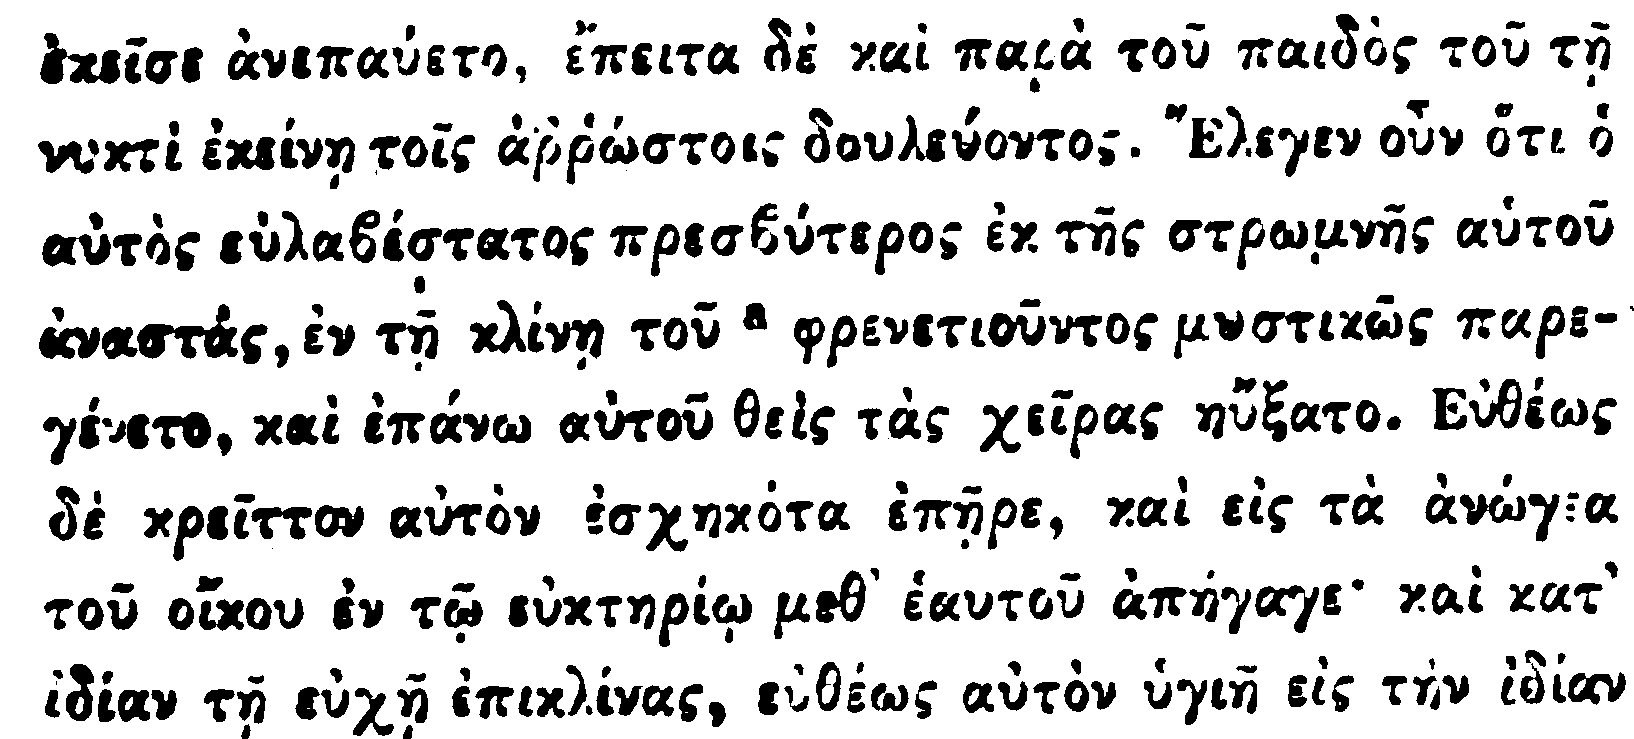 ἐκεῖσε ἀνεπαύετο, ἔπειτα δὲ καὶ παρὰ τοῦ παιδὸς τοῦ τῇ
νυκτὶ ἐκείνῃ τοῖς ἀῤῥώστοις δουλεύοντος. Ἔλεγεν οὖν ὅτι ὁ
αὐτὸς εὐλαβέστατος πρεσβύτερος ἐκ τῆς στρωμνῆς αὐτοῦ
ἀναστὰς, ἐν τῇ κλίνῃ τοῦ ᵃ φρενετιοῦντος μυστικῶς παρε-
γένετο, καὶ ἐπάνω αὐτοῦ θεὶς τὰς χεῖρας ηὔξατο. Εὐθέως
δὲ κρεῖττον αὐτὸν ἐσχηκότα ἐπῇρε, καὶ εἰς τὰ ἀνώγεα
τοῦ οἴκου ἐν τῷ εὐκτηρίῳ μεθ’ ἑαυτοῦ ἀπήγαγε· καὶ κατ’
ἰδίαν τῇ εὐχῇ ἐπικλίνας, εὐθέως αὐτὸν ὑγιῆ εἰς τὴν ἰδίαν